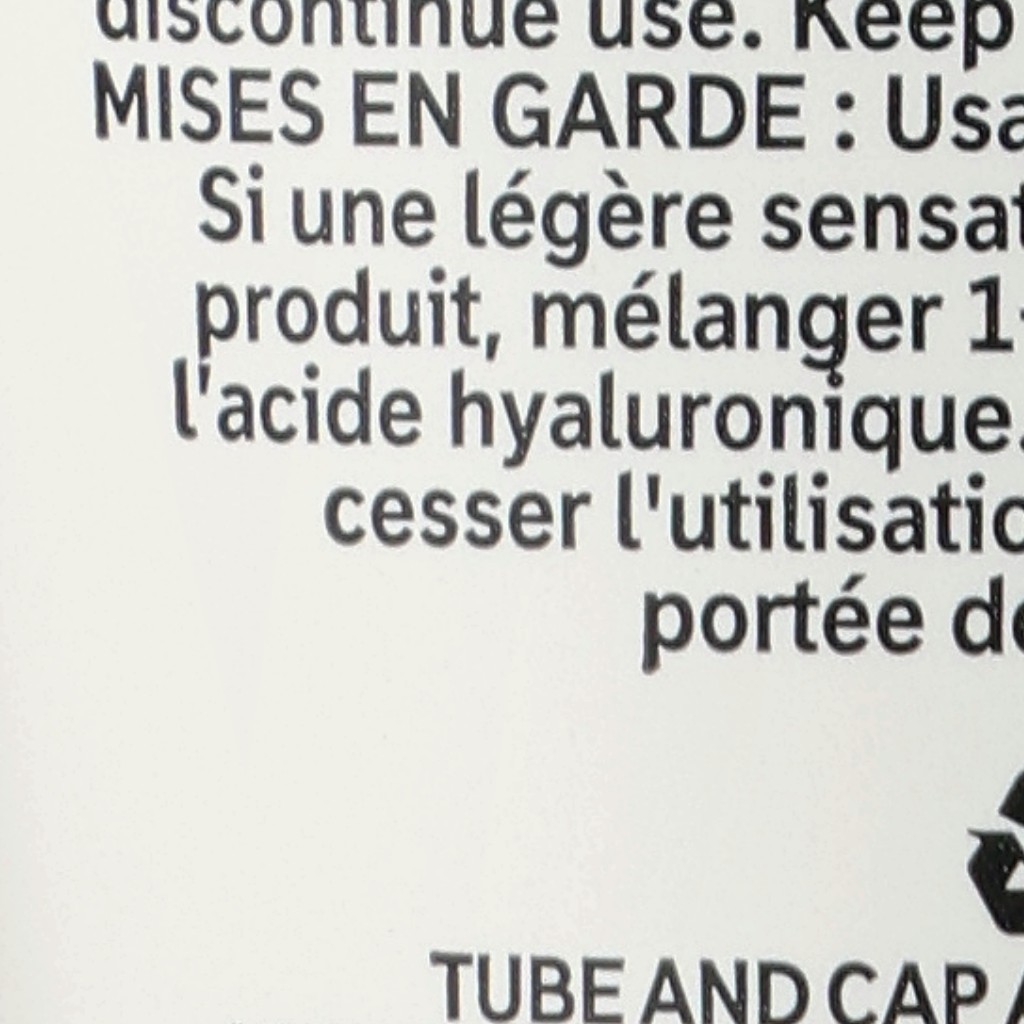 discontinue use. Keep
MISES EN GARDE : Usa
Si une légère sensat
produit, mélanger 1-
l'acide hyaluronique.
cesser l'utilisatio
portée de
TUBE AND CAP